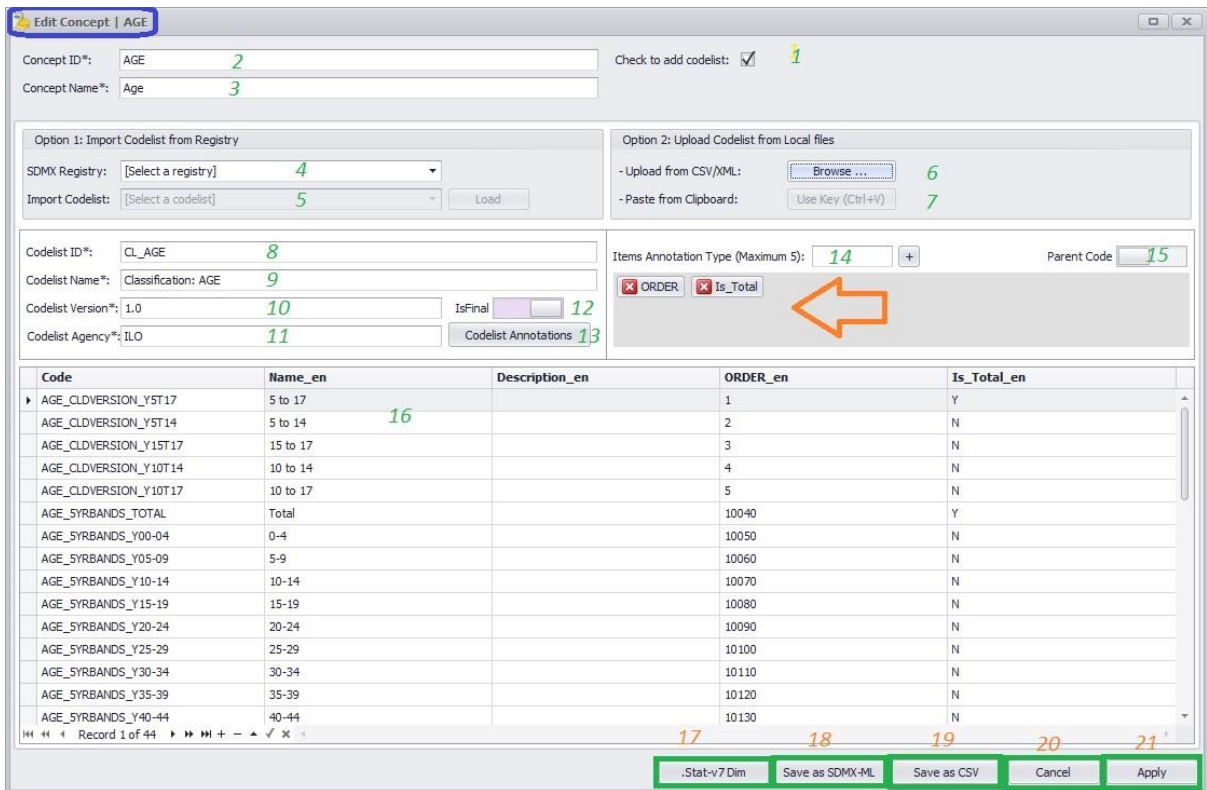 Edit Concept | AGE
Concept ID*: AGE 2 Check to add codelist: 1
Concept Name*: Age 3
Option 1: Import Codelist from Registry Option 2: Upload Codelist from Local files
SDMX Registry: [Select a registry] 4 - Upload from CSV/XML: Browse ... 6
Import Codelist: [Select a codelist] 5 Load - Paste from Clipboard: Use Key (Ctrl+V) 7
Codelist ID*: CL_AGE 8 Items Annotation Type (Maximum 5): 14 + Parent Code 15
Codelist Name*: Classification: AGE 9 ORDER Is_Total
Codelist Version*: 1.0 10 IsFinal 12
Codelist Agency*: ILO 11 Codelist Annotations 13
Code Name_en Description_en ORDER_en Is_Total_en
AGE_CLDVERSION_Y5T17 5 to 17 1 Y
AGE_CLDVERSION_Y5T14 5 to 14 16 2 N
AGE_CLDVERSION_Y15T17 15 to 17 3 N
AGE_CLDVERSION_Y10T14 10 to 14 4 N
AGE_CLDVERSION_Y10T17 10 to 17 5 N
AGE_5YRBANDS_TOTAL Total 10040 Y
AGE_5YRBANDS_Y00-04 0-4 10050 N
AGE_5YRBANDS_Y05-09 5-9 10060 N
AGE_5YRBANDS_Y10-14 10-14 10070 N
AGE_5YRBANDS_Y15-19 15-19 10080 N
AGE_5YRBANDS_Y20-24 20-24 10090 N
AGE_5YRBANDS_Y25-29 25-29 10100 N
AGE_5YRBANDS_Y30-34 30-34 10110 N
AGE_5YRBANDS_Y35-39 35-39 10120 N
AGE_5YRBANDS_Y40-44 40-44 10130 N
Record 1 of 44 17 18 19 20 21
.Stat-v7 Dim Save as SDMX-ML Save as CSV Cancel Apply